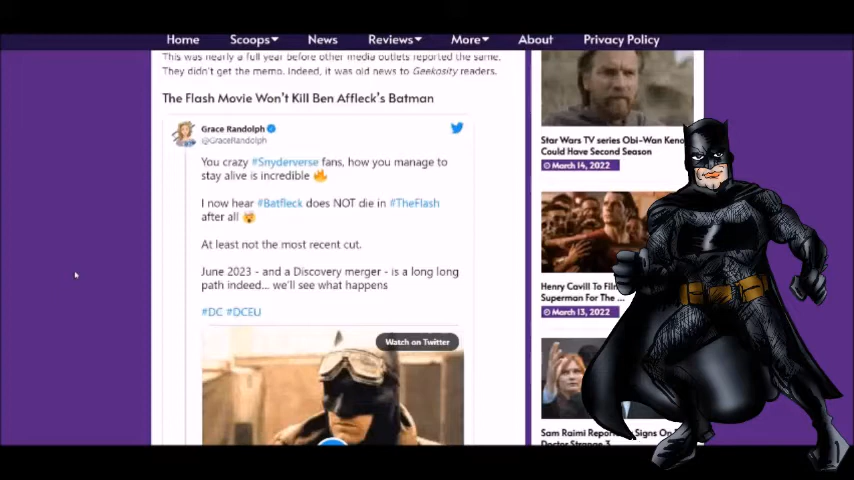 Home Scoops News Reviews More About Privacy Policy
This was nearly a full year before other media outlets reported the same.
They didn't get the memo. Indeed, it was old news to Geekosity readers.
The Flash Movie Won't Kill Ben Affleck's Batman
Grace Randolph
@GraceRandolph
You crazy #Snyderverse fans, how you manage to
stay alive is incredible
I now hear #Batfleck does NOT die in #TheFlash
after all
At least not the most recent cut.
June 2023 - and a Discovery merger - is a long long
path indeed... we'll see what happens
#DC #DCEU
Watch on Twitter
Star Wars TV series Obi-Wan
Could Have Second Season
March 14, 2022
Henry Cavill To
Superman For The ...
March 13, 2022
Sam Raimi Signs On
Doctor Strange 3